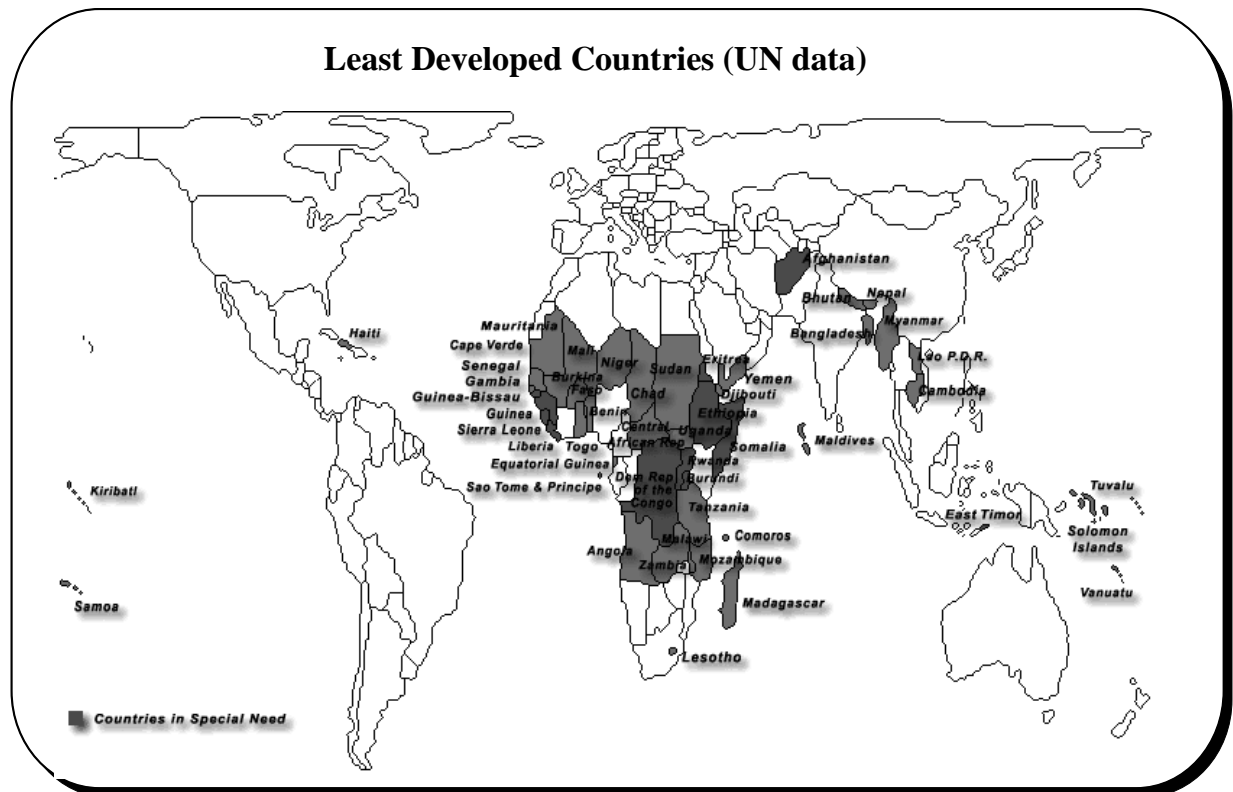 Least Developed Countries (UN data)
Afghanistan
Bhutan
Nepal
Bangladesh
Myanmar
Haiti
Mauritania
Cape Verde
Mali
Niger
Sudan
Eritrea
Lao P.D.R.
Senegal
Gambia
Burkina
Faso
Chad
Yemen
Djibouti
Cambodia
Guinea-Bissau
Guinea
Benin
Ethiopia
Sierra Leone
Central
African Rep
Uganda
Liberia
Togo
Somalia
Maldives
Equatorial Guinea
Rwanda
Sao Tome & Principe
Dem Rep
of the
Congo
Burundi
Kiribati
Tuvalu
Tanzania
East Timor
Solomon
Islands
Angola
Malawi
Comoros
Zambia
Mozambique
Samoa
Madagascar
Vanuatu
Lesotho
Countries in Special Need